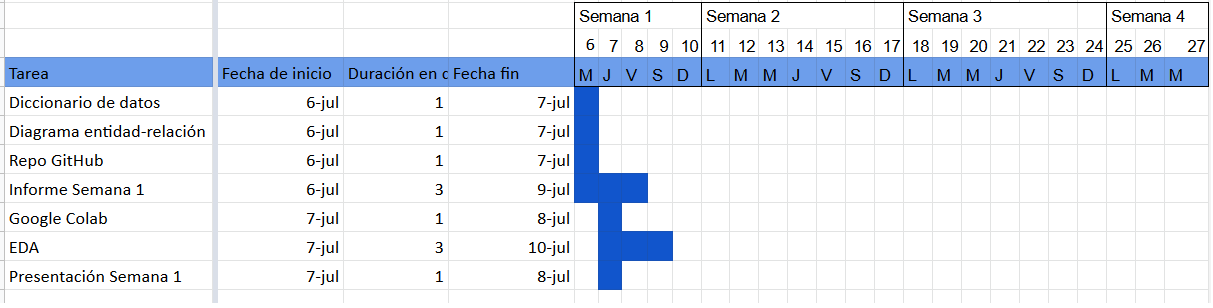 Semana 1 Semana 2 Semana 3 Semana 4
6 7 8 9 10 11 12 13 14 15 16 17 18 19 20 21 22 23 24 25 26 27
Tarea Fecha de inicio Duración en d Fecha fin M J V S D L M M J V S D L M M J V S D L M M
Diccionario de datos 6-jul 1 7-jul
Diagrama entidad-relación 6-jul 1 7-jul
Repo GitHub 6-jul 1 7-jul
Informe Semana 1 6-jul 3 9-jul
Google Colab 7-jul 1 8-jul
EDA 7-jul 3 10-jul
Presentación Semana 1 7-jul 1 8-jul